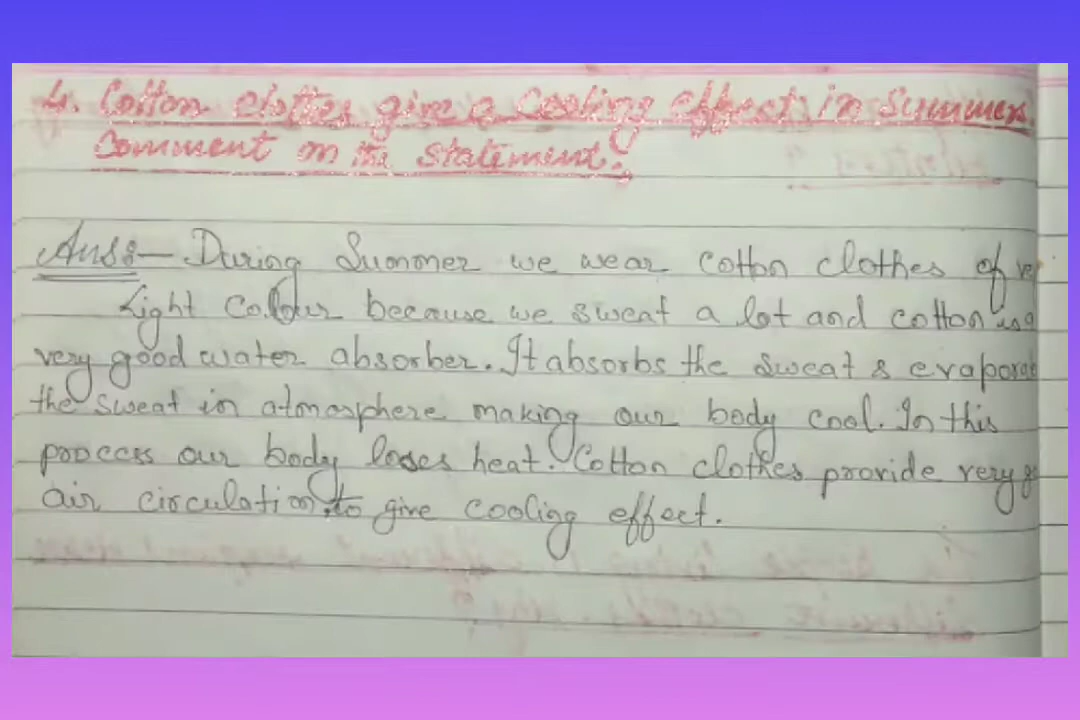 4. Cotton clothes give a Cooling effect in Summer.
Comment on the statement.
Ans:- During Summer we wear cotton clothes of
Light Colour because we sweat a lot and cotton is a
very good water absorber. It absorbs the sweat & evaporat
the sweat in atmosphere making our body cool. In this
process our body loses heat. Cotton clothes provide very
air circulation to give cooling effect.